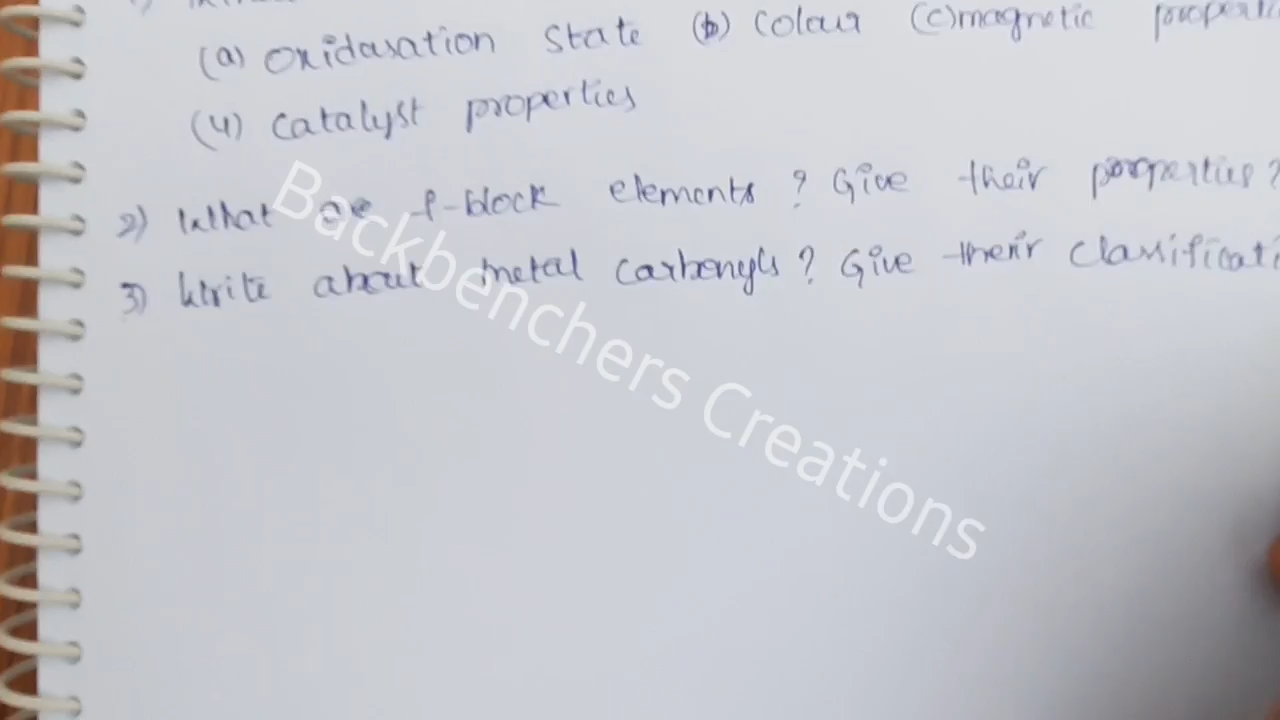 (a) oxidasation state (b) colour (c) magnetic
(4) catalyst properties
2) What are f-block elements ? Give their properties ?
3) Write about metal carbonyls ? Give their
Backbenchers Creations